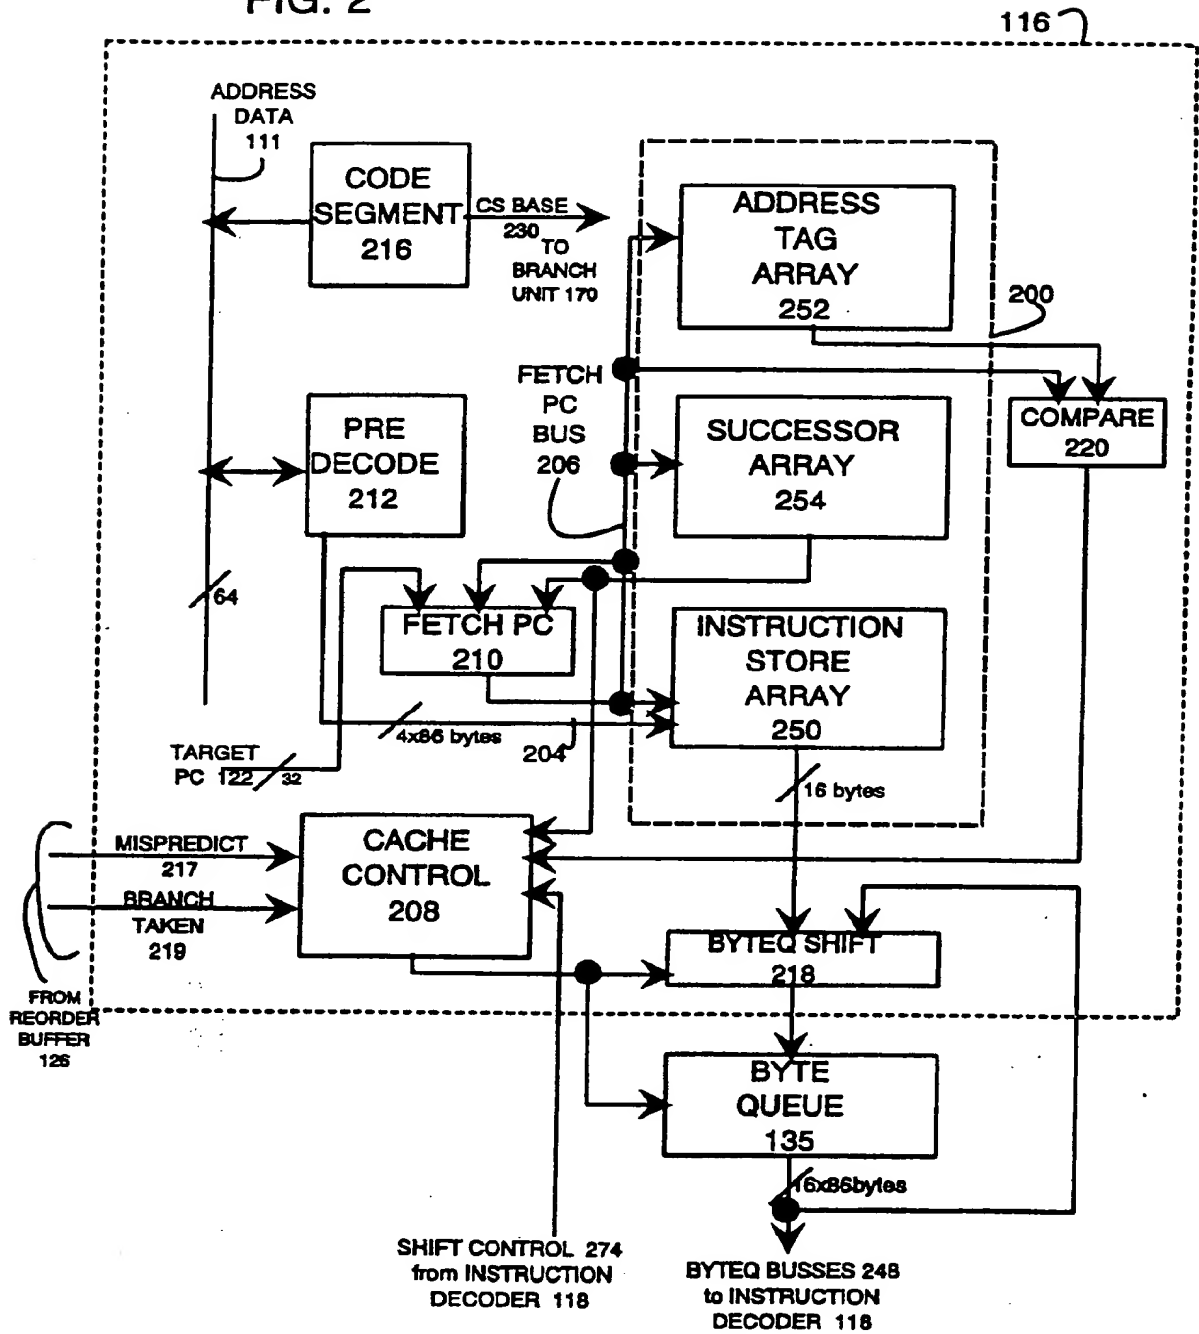 FIG. 2
116
ADDRESS
DATA
111
CODE
SEGMENT
216
CS BASE
230
TO
BRANCH
UNIT 170
ADDRESS
TAG
ARRAY
252
200
FETCH
PC
BUS
206
COMPARE
220
PRE
DECODE
212
SUCCESSOR
ARRAY
254
64
FETCH PC
210
INSTRUCTION
STORE
ARRAY
250
4x86 bytes
204
TARGET
PC 122
32
16 bytes
MISPREDICT
217
BRANCH
TAKEN
219
CACHE
CONTROL
208
BYTEQ SHIFT
218
FROM
REORDER
BUFFER
126
BYTE
QUEUE
135
16x86bytes
SHIFT CONTROL 274
from INSTRUCTION
DECODER 118
BYTEQ BUSSES 248
to INSTRUCTION
DECODER 118